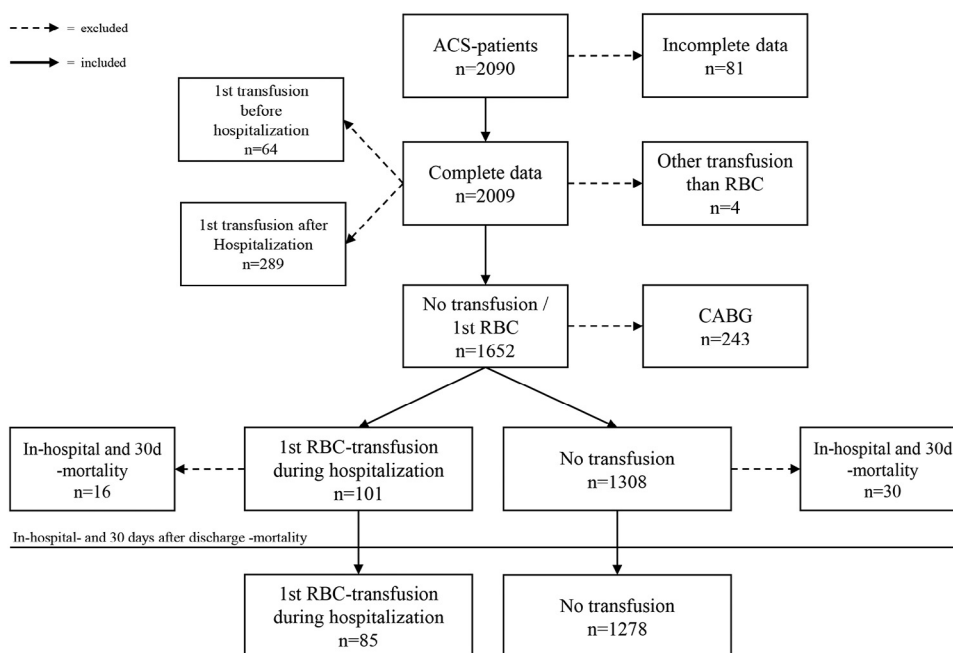 = excluded
= included
ACS-patients
n=2090
Incomplete data
n=81
1st transfusion
before
hospitalization
n=64
Complete data
n=2009
Other transfusion
than RBC
n=4
1st transfusion after
Hospitalization
n=289
No transfusion /
1st RBC
n=1652
CABG
n=243
In-hospital and 30d
-mortality
n=16
1st RBC-transfusion
during hospitalization
n=101
No transfusion
n=1308
In-hospital and 30d-
mortality
n=30
In-hospital- and 30 days after discharge -mortality
1st RBC-transfusion
during hospitalization
n=85
No transfusion
n=1278